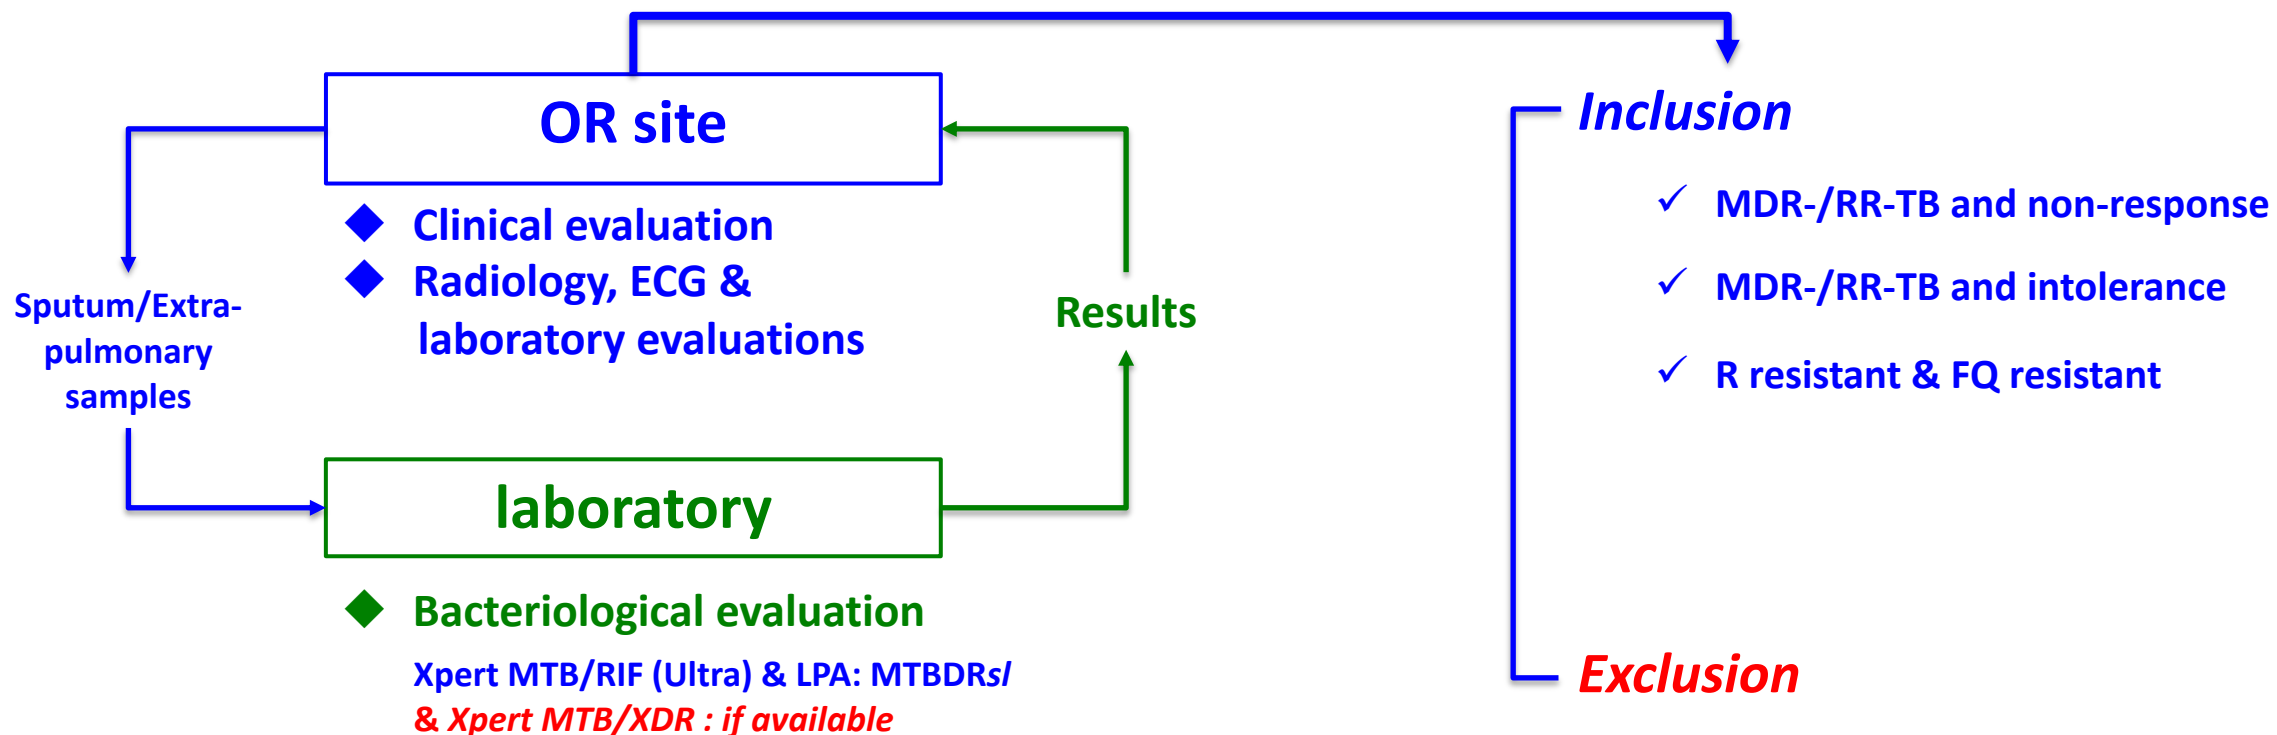 OR site
Clinical evaluation
Radiology, ECG &
laboratory evaluations
Sputum/Extra-
pulmonary
samples
Results
laboratory
Bacteriological evaluation
Xpert MTB/RIF (Ultra) & LPA: MTBDRsl
& Xpert MTB/XDR : if available
Inclusion
✓ MDR-/RR-TB and non-response
✓ MDR-/RR-TB and intolerance
✓ R resistant & FQ resistant
Exclusion